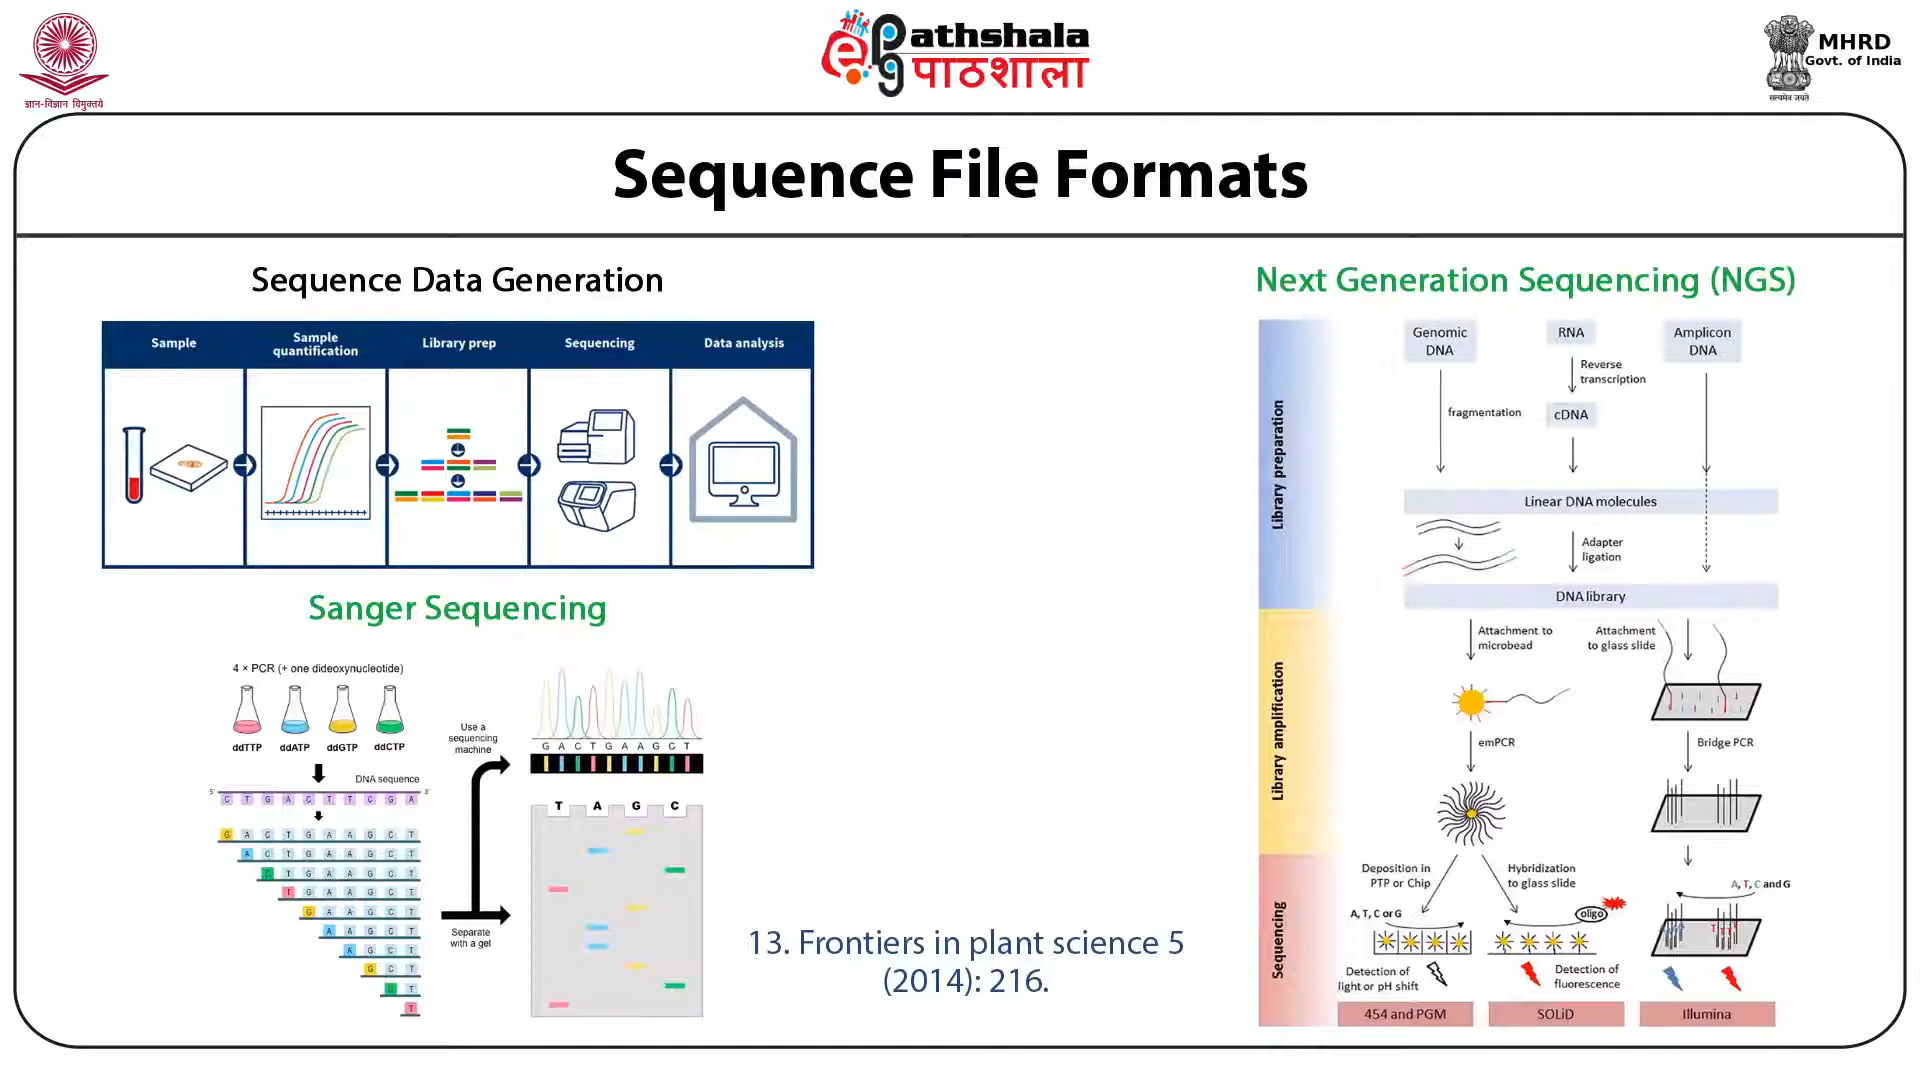 ज्ञान-विज्ञान विमुक्तये
ePathshala
पाठशाला
MHRD
Govt. of India
सत्यमेव जयते
Sequence File Formats
Sequence Data Generation
Sample
Sample
quantification
Library prep
Sequencing
Data analysis
Sanger Sequencing
4 × PCR (+ one dideoxynucleotide)
ddTTP ddATP ddGTP ddCTP
DNA sequence
5' 3'
C T G A C T T C G A
G A C T G A A G C T
A C T G A A G C T
C T G A A G C T
T G A A G C T
G A A G C T
A A G C T
A G C T
G C T
C T
T
Use a
sequencing
machine
Separate
with a gel
G A C T G A A G C T
T A G C
13. Frontiers in plant science 5
(2014): 216.
Next Generation Sequencing (NGS)
Library preparation
Genomic
DNA
RNA
Amplicon
DNA
Reverse
transcription
fragmentation
cDNA
Linear DNA molecules
Adapter
ligation
DNA library
Library amplification
Attachment to
microbead
Attachment
to glass slide
emPCR
Bridge PCR
Sequencing
Deposition in
PTP or Chip
Hybridization
to glass slide
A, T, C and G
A, T, C or G
oligo
Detection of
light or pH shift
Detection of
fluorescence
454 and PGM
SOLiD
Illumina